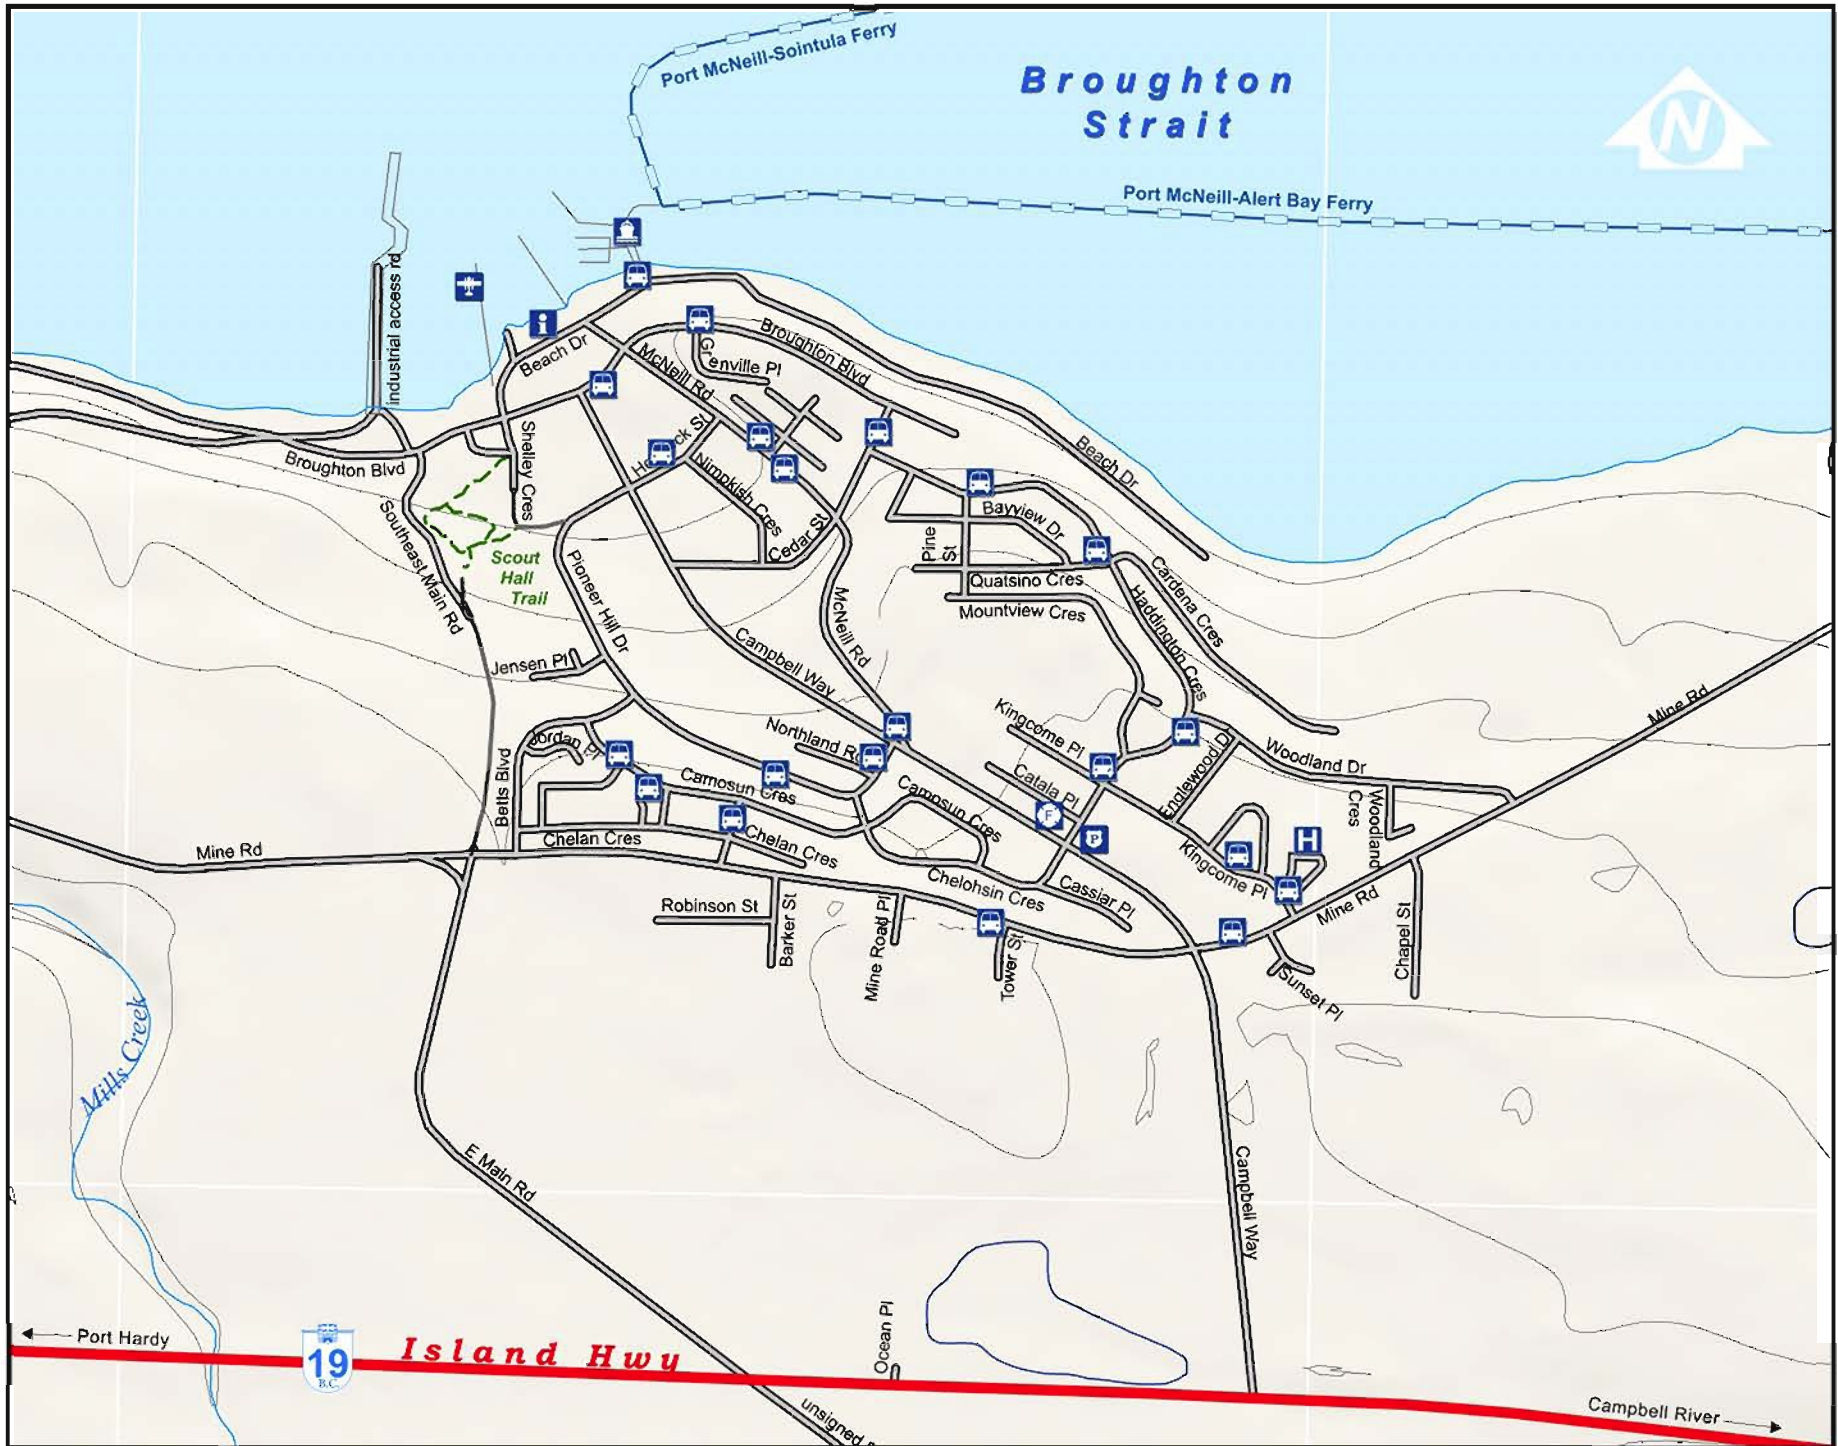 Port McNeill-Sointula Ferry
Broughton
Strait
N
Port McNeill-Alert Bay Ferry
industrial access rd
i
Beach Dr
McNeill Rd
Grenville Pl
Broughton Blvd
Beach Dr
Broughton Blvd
Shelley Cres
Nimpkish Cres
Cedar St
Bayview Dr
Pine
St
Quatsino Cres
Mountview Cres
Cardena Cres
Haddington Cres
Southeast Main Rd
Scout
Hall
Trail
Pioneer Hill Dr
Jensen Pl
McNeill Rd
Campbell Way
Northland
Kingcome Pl
Catala Pl
Englewood
Woodland Dr
Woodland
Cres
Mine Rd
Jordan Pl
Betts Blvd
Camosun Cres
Camosun Cres
F
P
H
Mine Rd
Chelan Cres
Chelan Cres
Chelohsin Cres
Cassiar Pl
Kingcome Pl
Mine Rd
Robinson St
Barker St
Mine Road Pl
Tower St
Sunset Pl
Chapel St
Mills Creek
E Main Rd
Campbell Way
Port Hardy
19
B.C.
Island Hwy
Ocean Pl
unsigned
Campbell River